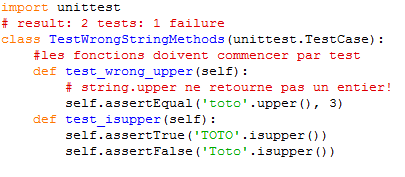 import unittest
# result: 2 tests: 1 failure
class TestWrongStringMethods(unittest.TestCase):
    #les fonctions doivent commencer par test
    def test_wrong_upper(self):
        # string.upper ne retourne pas un entier!
        self.assertEqual('toto'.upper(), 3)
    def test_isupper(self):
        self.assertTrue('TOTO'.isupper())
        self.assertFalse('Toto'.isupper())